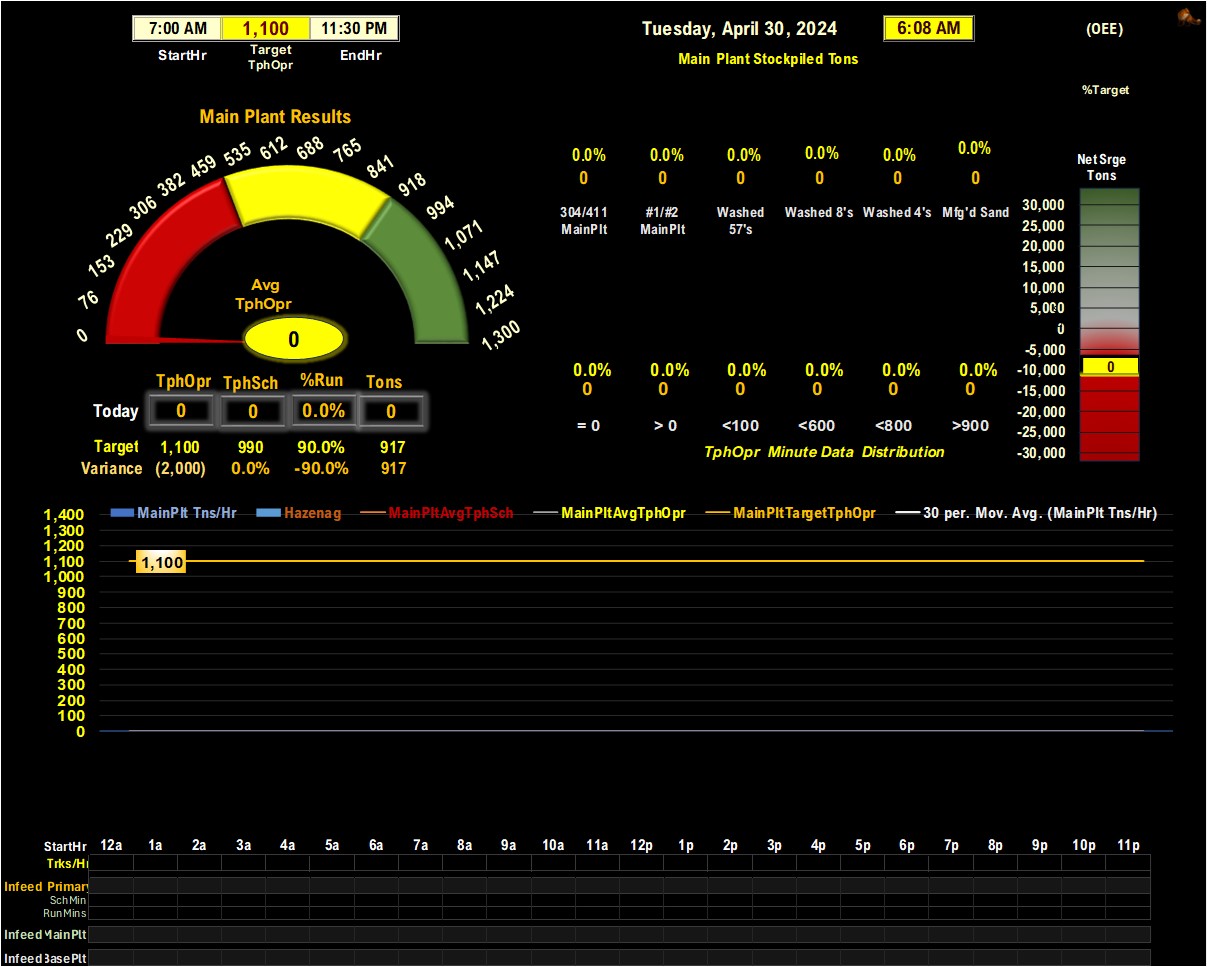 7:00 AM 1,100 11:30 PM
StartHr Target TphOpr EndHr
Tuesday, April 30, 2024 6:08 AM (OEE)
Main Plant Stockpiled Tons
%Target
Main Plant Results
0 76 153 229 306 382 459 535 612 688 765 841 918 994 1,071 1,147 1,224 1,300
Avg
TphOpr
0
0.0% 0.0% 0.0% 0.0% 0.0% 0.0%
0 0 0 0 0 0
304/411 #1/#2 Washed Washed 8's Washed 4's Mfg'd Sand
MainPlt MainPlt 57's
Net Srge
Tons
30,000
25,000
20,000
15,000
10,000
5,000
0
-5,000
-10,000 0
-15,000
-20,000
-25,000
-30,000
0.0% 0.0% 0.0% 0.0% 0.0% 0.0%
0 0 0 0 0 0
= 0 > 0 <100 <600 <800 >900
TphOpr Minute Data Distribution
TphOpr TphSch %Run Tons
Today 0 0 0.0% 0
Target 1,100 990 90.0% 917
Variance (2,000) 0.0% -90.0% 917
MainPlt Tns/Hr Hazenag MainPltAvgTphSch MainPltAvgTphOpr MainPltTargetTphOpr 30 per. Mov. Avg. (MainPlt Tns/Hr)
1,400
1,300
1,200
1,100 1,100
1,000
900
800
700
600
500
400
300
200
100
0
StartHr 12a 1a 2a 3a 4a 5a 6a 7a 8a 9a 10a 11a 12p 1p 2p 3p 4p 5p 6p 7p 8p 9p 10p 11p
Trks/Hr
Infeed Primary
SchMin
RunMins
Infeed MainPlt
Infeed BasePlt